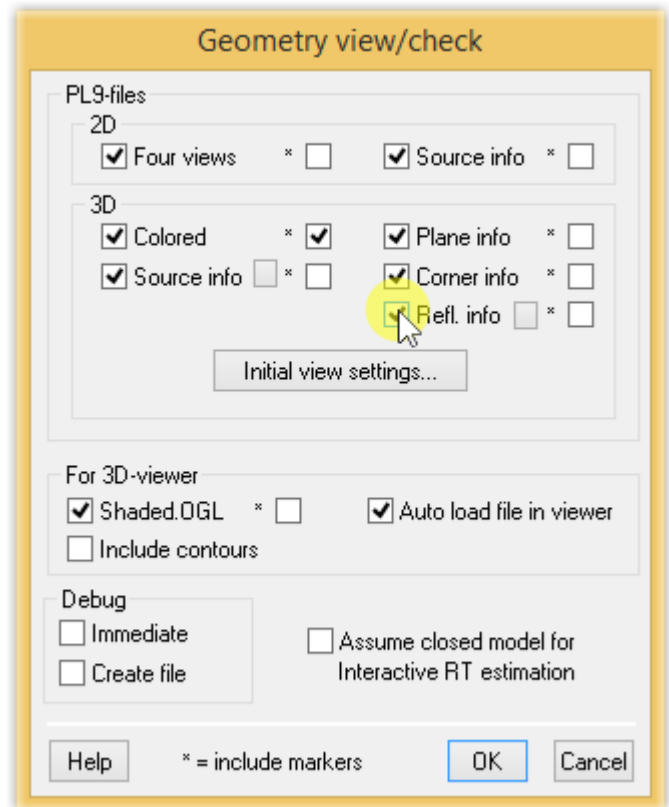 Geometry view/check
PL9-files
2D
Four views * Source info *
3D
Colored * Plane info *
Source info * Corner info *
Refl. info *
Initial view settings...
For 3D-viewer
Shaded.OGL * Auto load file in viewer
Include contours
Debug
Immediate
Create file
Assume closed model for
Interactive RT estimation
Help * = include markers OK Cancel